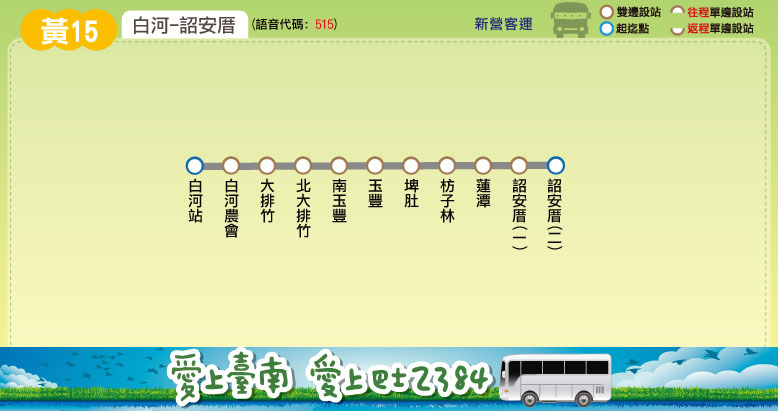 黃15
白河-詔安厝
(語音代碼: 515)
新營客運
雙邊設站
往程單邊設站
起迄點
返程單邊設站
白河站
白河農會
大排竹
北大排竹
南玉豐
玉豐
埤肚
枋子林
蓮潭
詔安厝(一)
詔安厝(二)
愛上臺南 愛上巴士2384